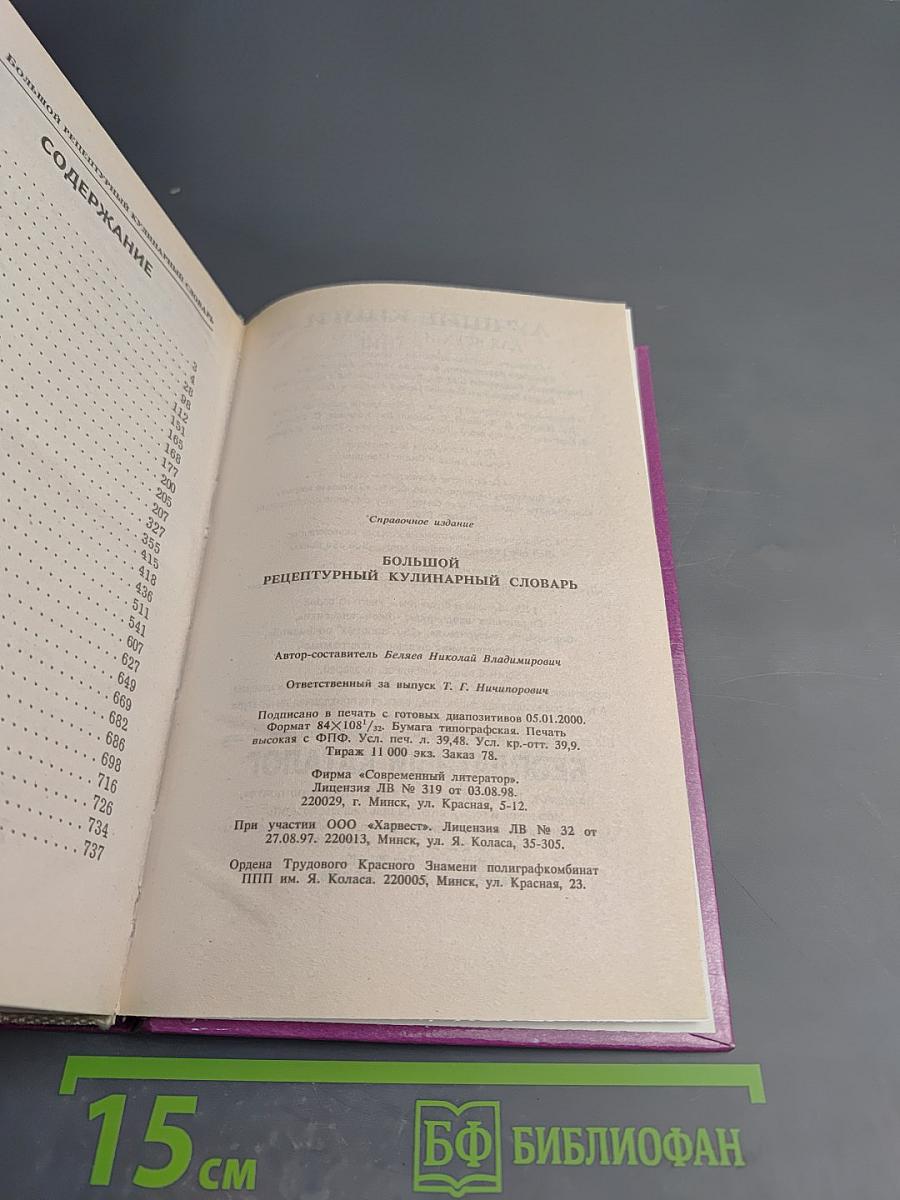 БОЛЬШОЙ РЕЦЕПТУРНЫЙ КУЛИНАРНЫЙ СЛОВАРЬ
СОДЕРЖАНИЕ
3
4
28
98
112
151
165
168
177
200
205
207
327
355
415
418
436
511
541
607
627
649
669
682
686
698
716
726
734
737
Справочное издание
БОЛЬШОЙ
РЕЦЕПТУРНЫЙ КУЛИНАРНЫЙ СЛОВАРЬ
Автор-составитель Беляев Николай Владимирович
Ответственный за выпуск Т. Г. Ничипорович
Подписано в печать с готовых диапозитивов 05.01.2000.
Формат 84×108¹/₃₂. Бумага типографская. Печать
высокая с ФПФ. Усл. печ. л. 39,48. Усл. кр.-отт. 39,9.
Тираж 11 000 экз. Заказ 78.
Фирма «Современный литератор».
Лицензия ЛВ № 319 от 03.08.98.
220029, г. Минск, ул. Красная, 5-12.
При участии ООО «Харвест». Лицензия ЛВ № 32 от
27.08.97. 220013, Минск, ул. Я. Коласа, 35-305.
Ордена Трудового Красного Знамени полиграфкомбинат
ППП им. Я. Коласа. 220005, Минск, ул. Красная, 23.
15 см
БФ БИБЛИОФАН